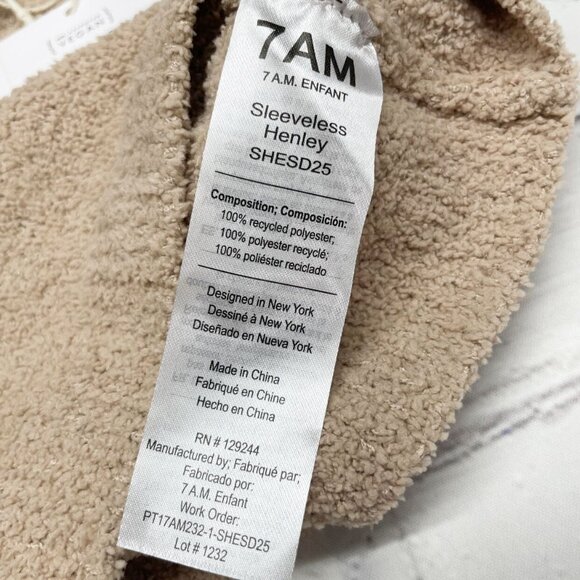 7AM
7 A.M. ENFANT
Sleeveless
Henley
SHESD25
Composition; Composición:
100% recycled polyester;
100% polyester recyclé;
100% poliéster reciclado
Designed in New York
Dessiné à New York
Diseñado en Nueva York
Made in China
Fabriqué en Chine
Hecho en China
RN # 129244
Manufactured by; Fabriqué par;
Fabricado por:
7 A.M. Enfant
Work Order:
PT17AM232-1-SHESD25
Lot # 1232